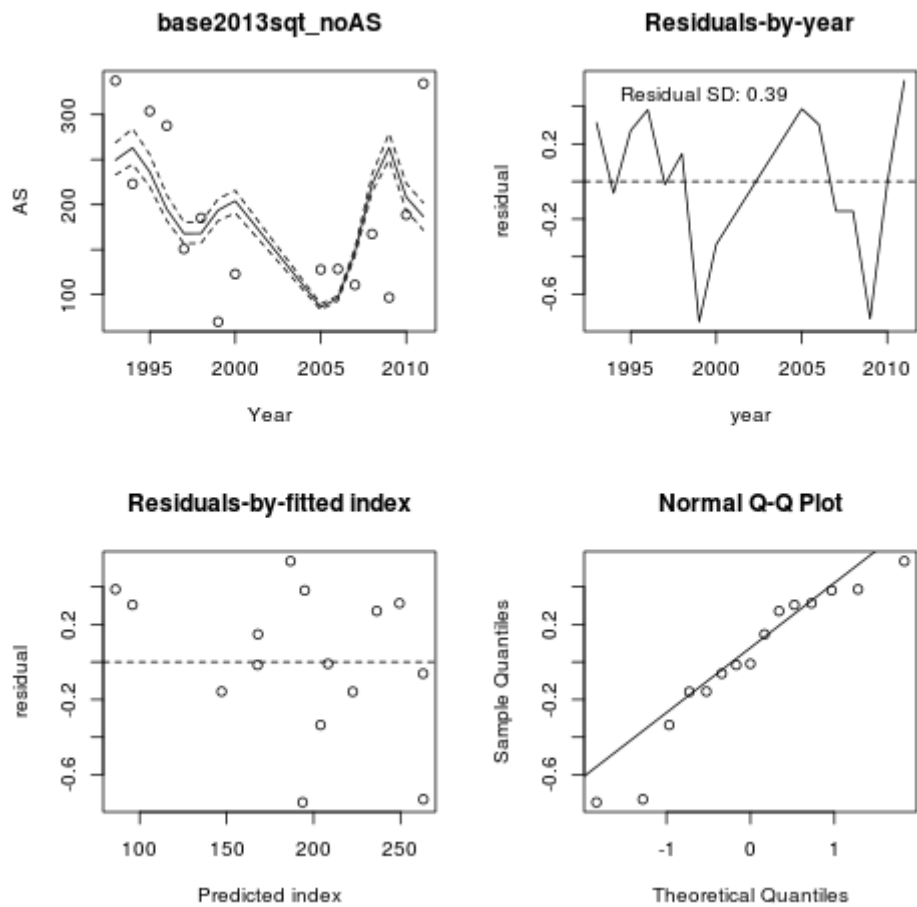 base2013sqt_noAS
AS
300
200
100
1995 2000 2005 2010
Year
Residuals-by-year
Residual SD: 0.39
residual
0.2
-0.2
-0.6
1995 2000 2005 2010
year
Residuals-by-fitted index
residual
0.2
-0.2
-0.6
100 150 200 250
Predicted index
Normal Q-Q Plot
Sample Quantiles
0.2
-0.2
-0.6
-1 0 1
Theoretical Quantiles